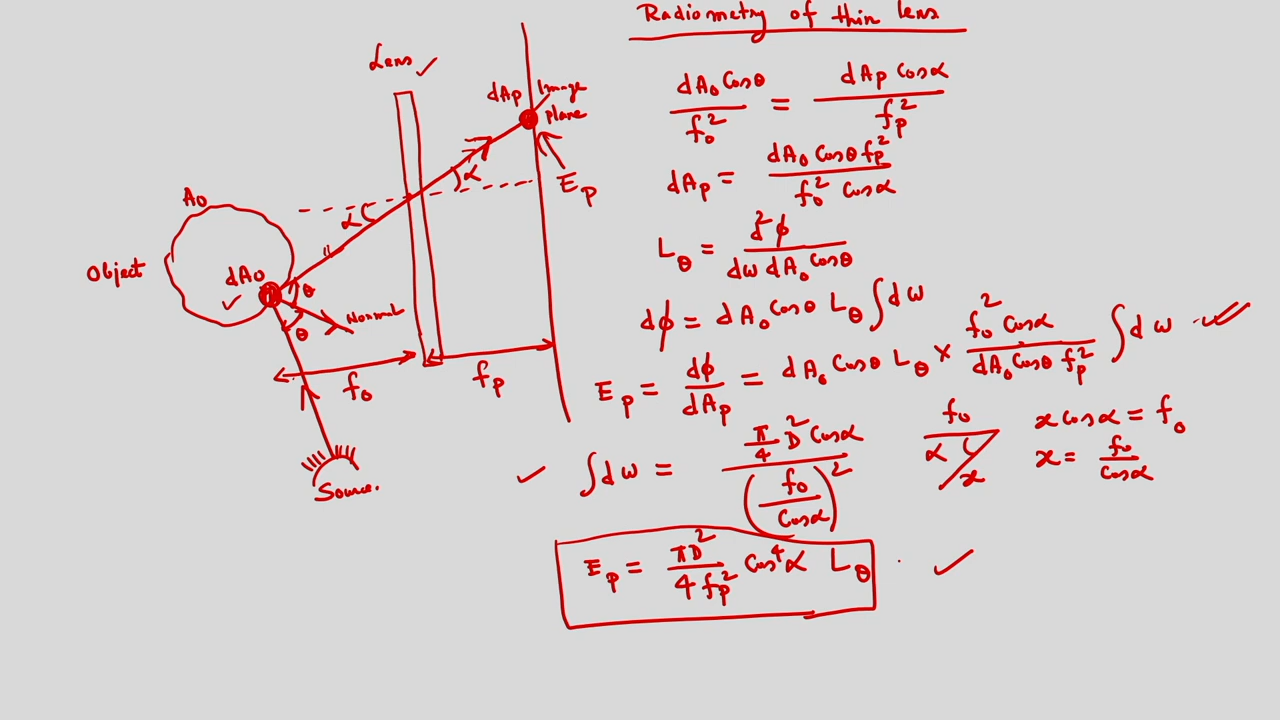 Radiometry of thin lens
Lens ✓
dAp Image
plane
Ep
α
α
Ao
Object
dAo
✓
θ
θ
Normal
fo
fp
Source.
dAo Cosθ / fo² = dAp Cosα / fp²
dAp = dAo Cosθ fp² / fo² Cosα
Lθ = d²φ / dω dAo Cosθ
dφ = dAo Cosθ Lθ ∫dω
Ep = dφ / dAp = dAo Cosθ Lθ × fo² Cosα / dAo Cosθ fp² ∫dω ✓
✓ ∫dω = π/4 D² Cosα / (fo / Cosα)²
fo
α
x
x cosα = fo
x = fo / Cosα
Ep = πD² / 4 fp² Cos⁴α Lθ ✓